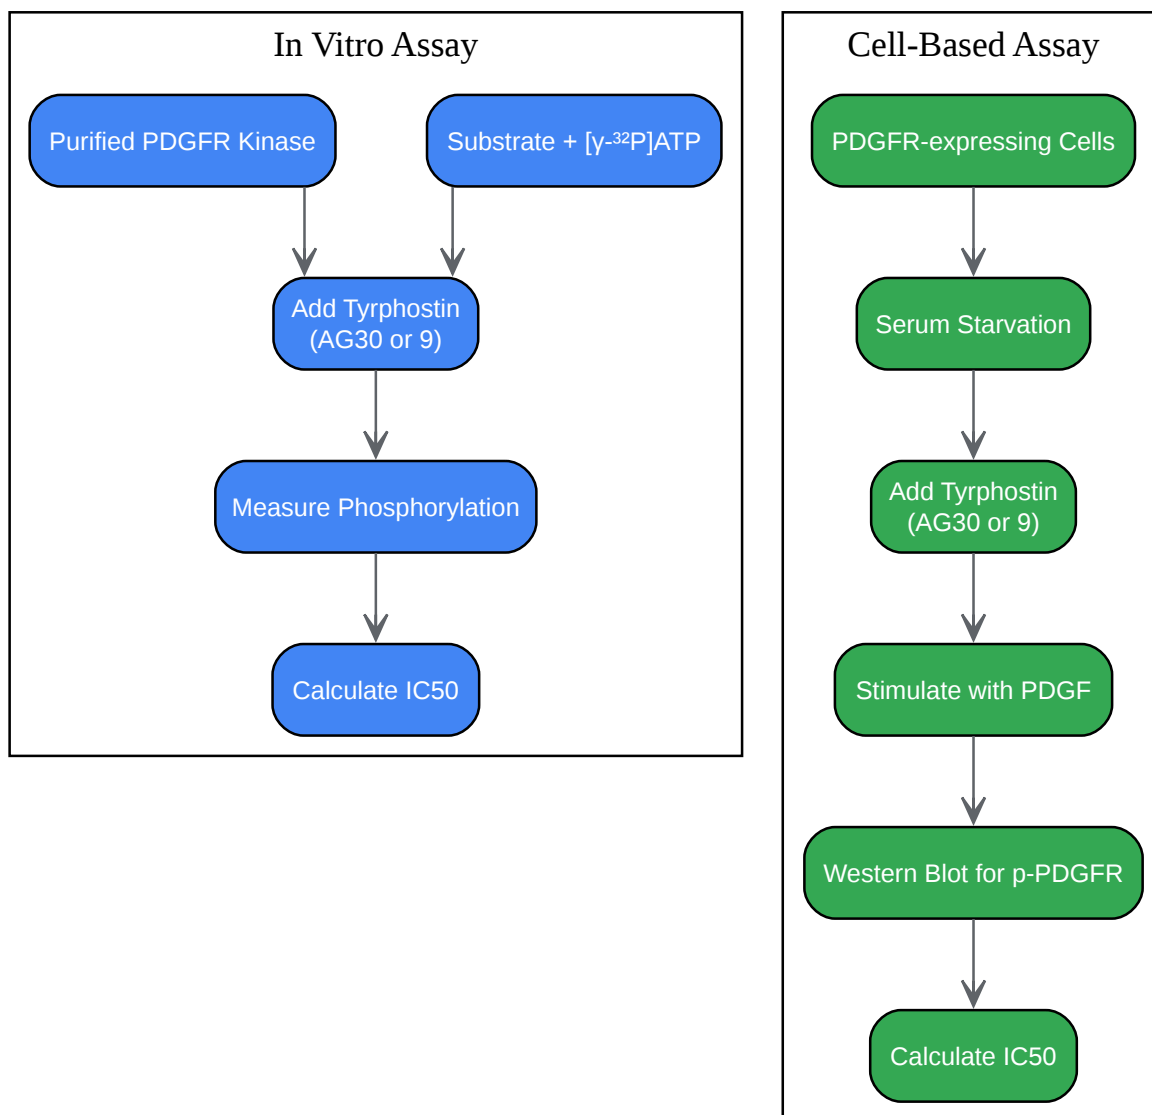 In Vitro Assay
Purified PDGFR Kinase
Substrate + [γ-³²P]ATP
Add Tyrphostin
(AG30 or 9)
Measure Phosphorylation
Calculate IC50
Cell-Based Assay
PDGFR-expressing Cells
Serum Starvation
Add Tyrphostin
(AG30 or 9)
Stimulate with PDGF
Western Blot for p-PDGFR
Calculate IC50